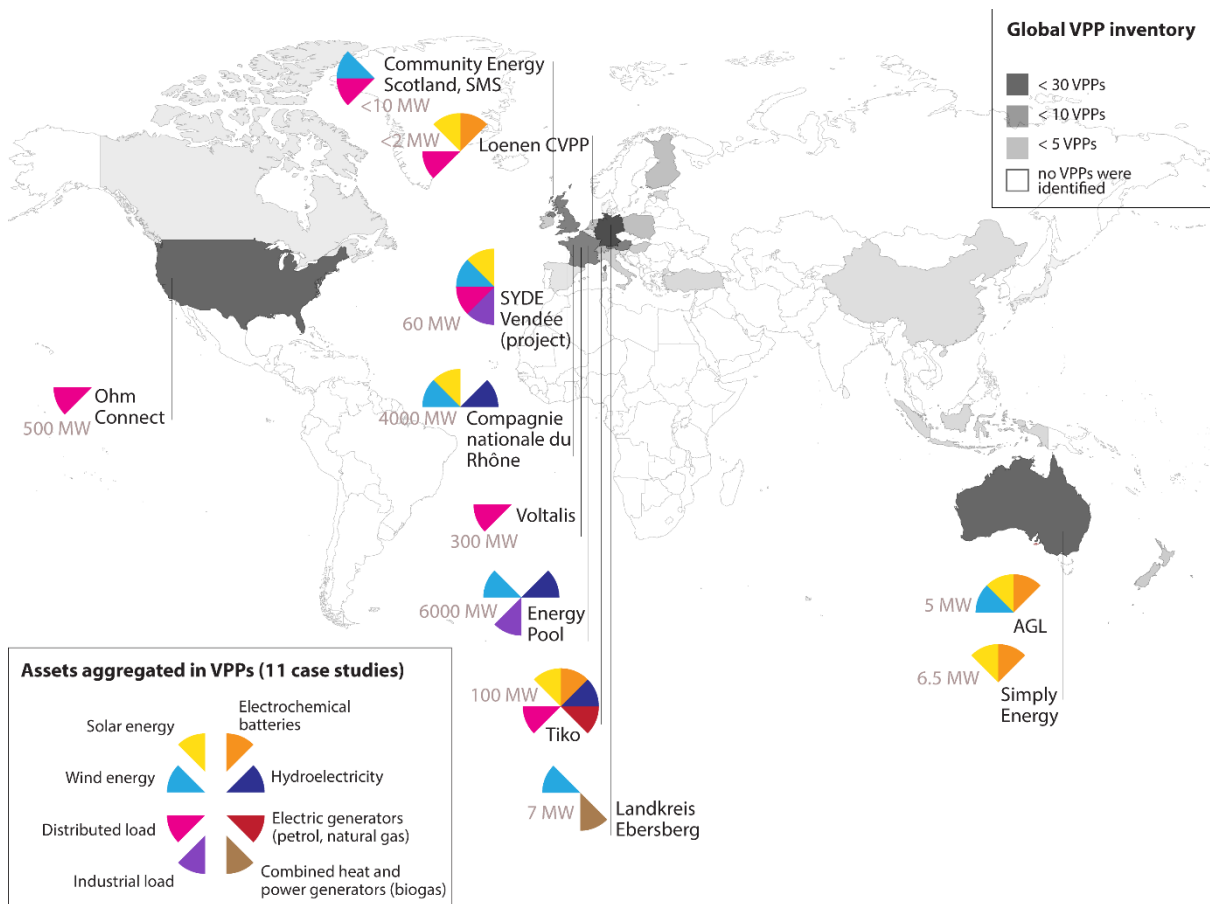 Global VPP inventory
< 30 VPPs
< 10 VPPs
< 5 VPPs
no VPPs were
identified
Community Energy
Scotland, SMS
<10 MW
<2 MW
Loenen CVPP
SYDE
Vendée
(project)
60 MW
Ohm
Connect
500 MW
4000 MW
Compagnie
nationale du
Rhône
Voltalis
300 MW
6000 MW
Energy
Pool
5 MW
AGL
6.5 MW
Simply
Energy
100 MW
Tiko
7 MW
Landkreis
Ebersberg
Assets aggregated in VPPs (11 case studies)
Solar energy
Electrochemical
batteries
Wind energy
Hydroelectricity
Distributed load
Electric generators
(petrol, natural gas)
Industrial load
Combined heat and
power generators (biogas)